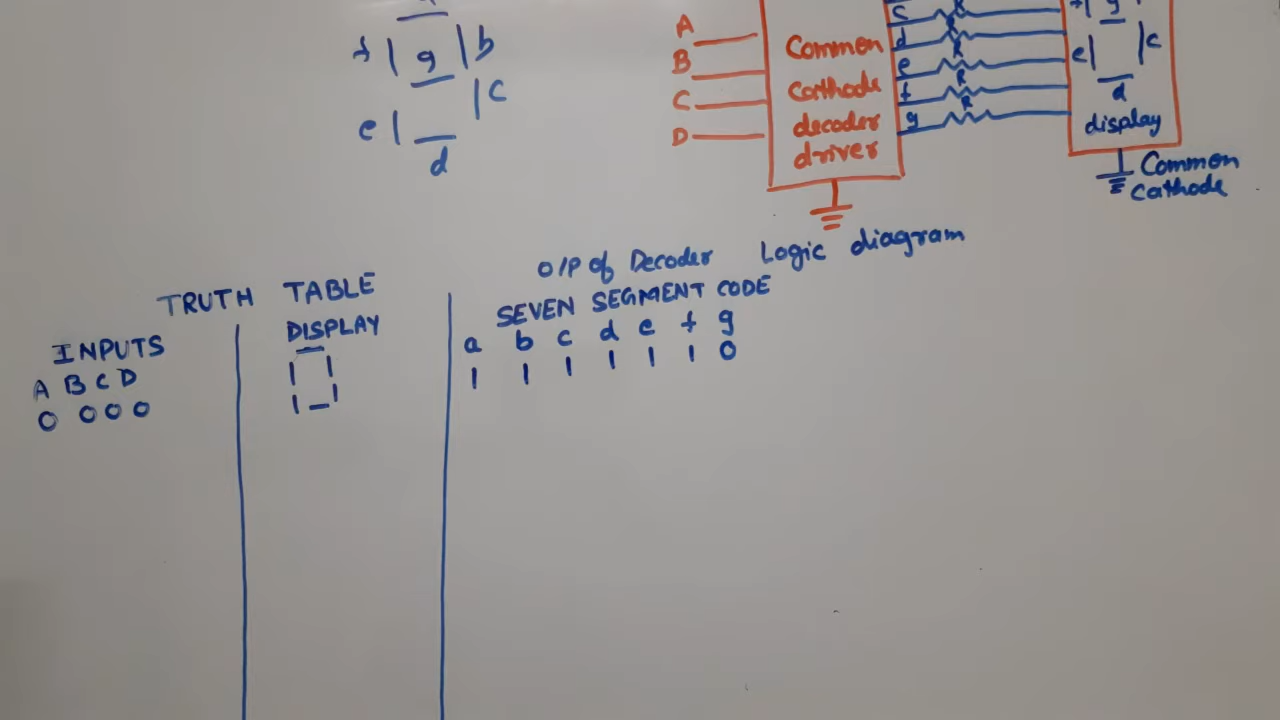 f g b
c
e
d
A
B
C
D
Common
cathode
decoder
driver
c R
d R
e R
f R
g R
g
e c
d
display
Common
cathode
O/P of Decoder Logic diagram
TRUTH TABLE
SEVEN SEGMENT CODE
INPUTS
DISPLAY
a b c d e f g
A B C D
1 1 1 1 1 1 0
0 0 0 0